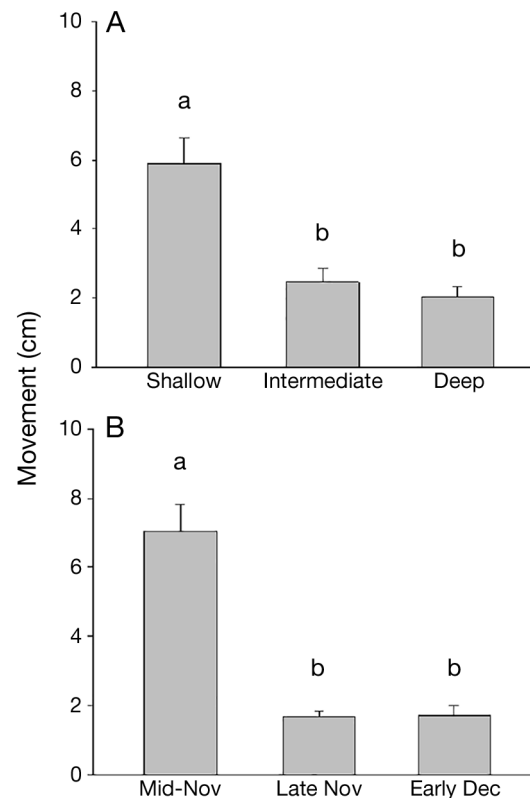 A
10
8
6
4
2
0
a
b
b
Shallow Intermediate Deep
Movement (cm)
B
10
8
6
4
2
0
a
b
b
Mid-Nov Late Nov Early Dec